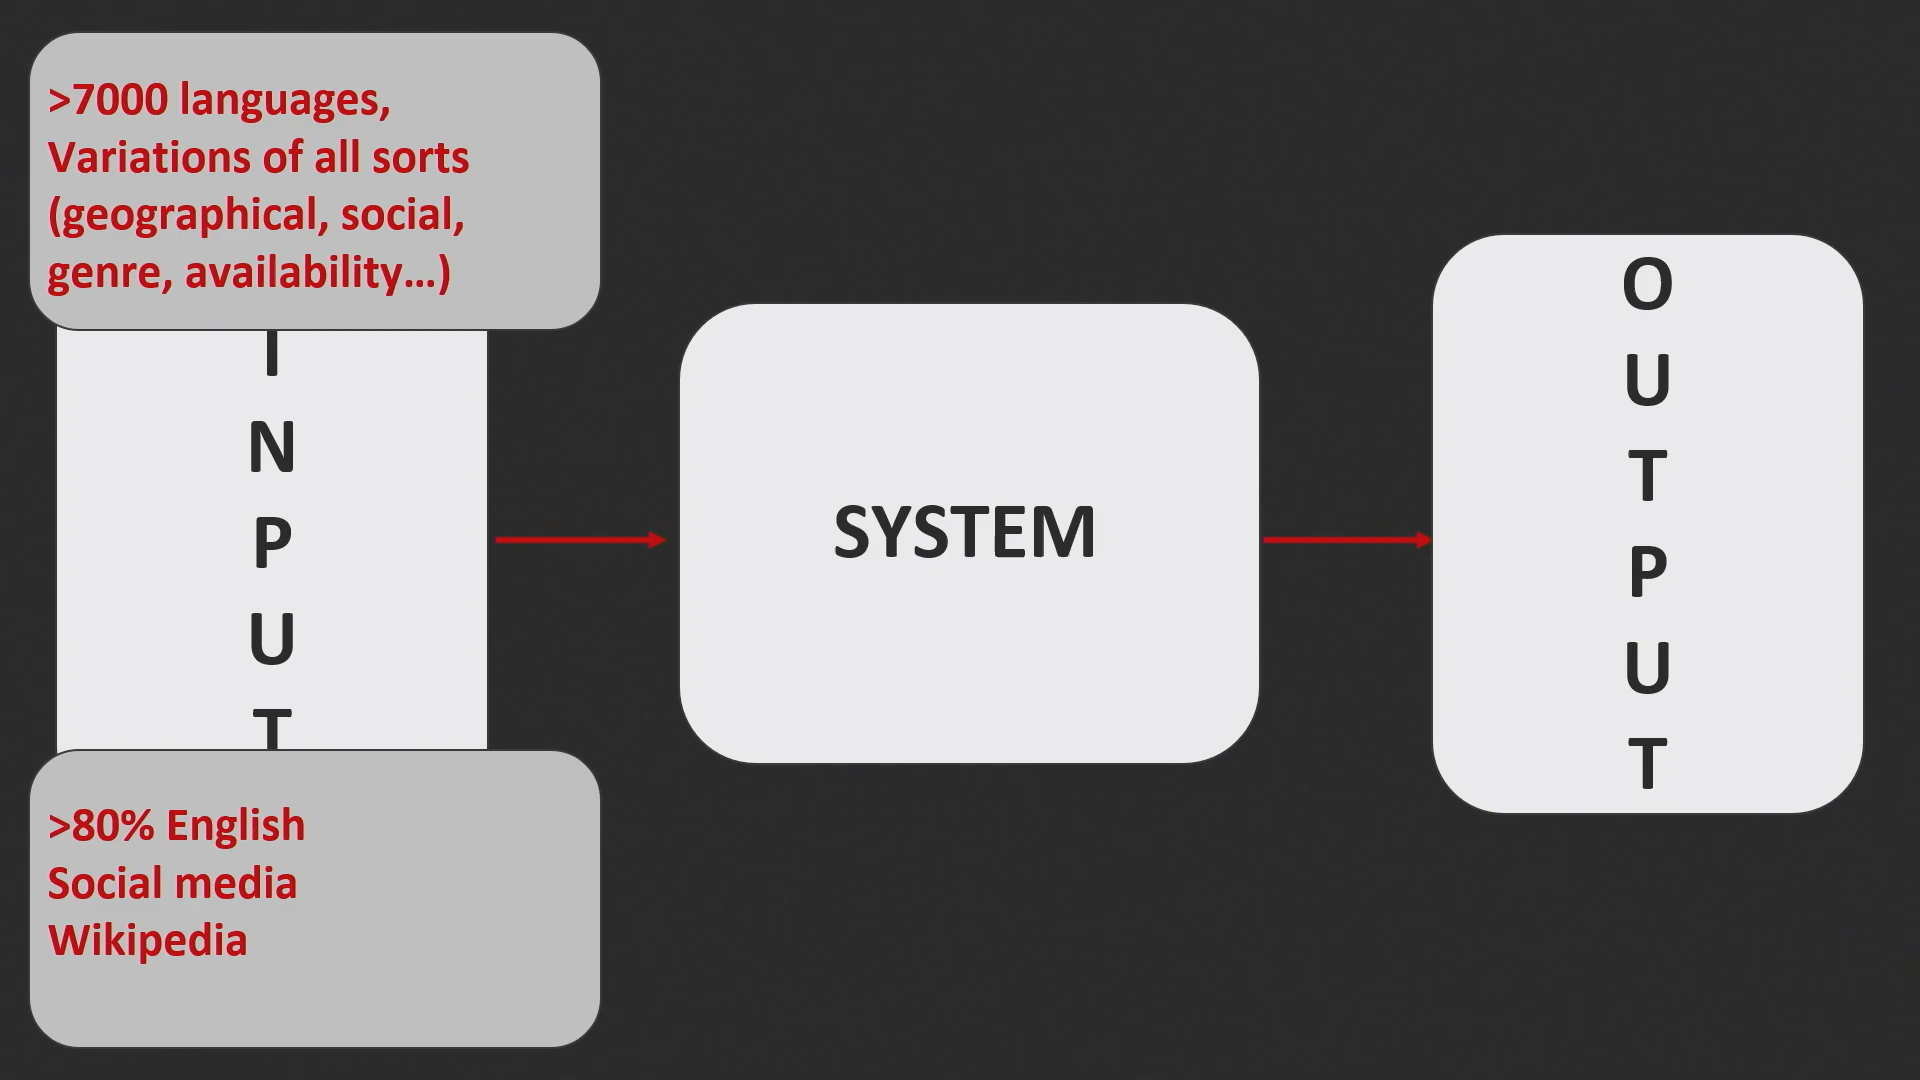 >7000 languages,
Variations of all sorts
(geographical, social,
genre, availability...)
I
N
P
U
T
>80% English
Social media
Wikipedia
SYSTEM
O
U
T
P
U
T